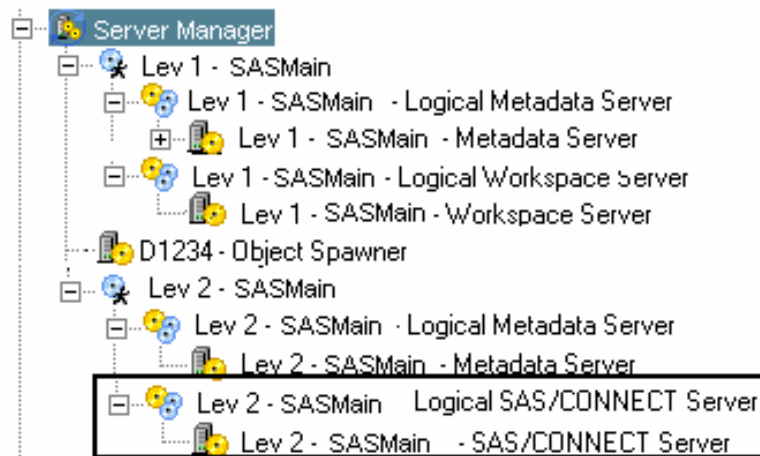 Server Manager
Lev 1 - SASMain
Lev 1 - SASMain - Logical Metadata Server
Lev 1 - SASMain - Metadata Server
Lev 1 - SASMain - Logical Workspace Server
Lev 1 - SASMain - Workspace Server
D1234 - Object Spawner
Lev 2 - SASMain
Lev 2 - SASMain - Logical Metadata Server
Lev 2 - SASMain - Metadata Server
Lev 2 - SASMain Logical SAS/CONNECT Server
Lev 2 - SASMain - SAS/CONNECT Server